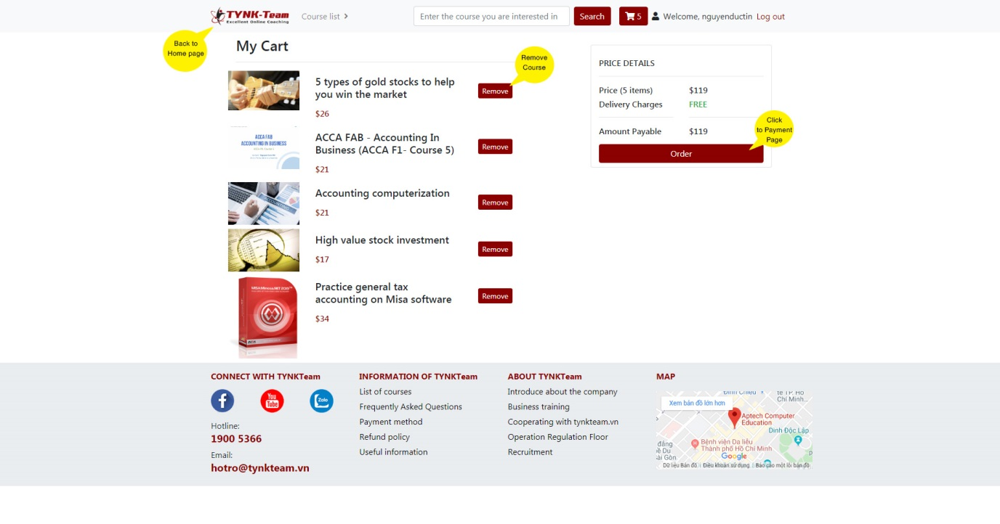 TYNK-Team
Excellent Online Coaching
Course list
Enter the course you are interested in
Search
5
Welcome, nguyenductin
Log out
Back to
Home page
My Cart
Remove
Course
5 types of gold stocks to help
you win the market
$26
Remove
ACCA FAB
ACCOUNTING IN BUSINESS
ACCA FAB - Accounting In
Business (ACCA F1- Course 5)
$21
Remove
Accounting computerization
$21
Remove
High value stock investment
$17
Remove
Practice general tax
accounting on Misa software
$34
Remove
PRICE DETAILS
Price (5 items) $119
Delivery Charges FREE
Amount Payable $119
Click
to Payment
Page
Order
CONNECT WITH TYNKTeam
You
Tube
Zalo
Hotline:
1900 5366
Email:
hotro@tynkteam.vn
INFORMATION OF TYNKTeam
List of courses
Frequently Asked Questions
Payment method
Refund policy
Useful information
ABOUT TYNKTeam
Introduce about the company
Business training
Cooperating with tynkteam.vn
Operation Regulation Floor
Recruitment
MAP
Xem bản đồ lớn hơn
Chí Minh...
Aptech Computer
Education
Dinh Độc Lập
Bệnh viện Da liễu
Thành phố Hồ Chí Minh
Sài Gòn
Google
Dữ liệu Bản đồ
Điều khoản sử dụng
Báo cáo một lỗi bản đồ